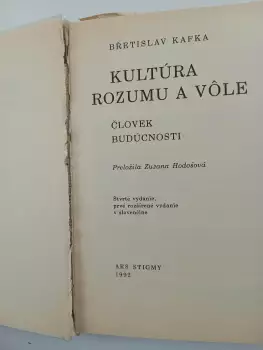 BŘETISLAV KAFKA
KULTÚRA
ROZUMU A VÔLE
ČLOVEK
BUDÚCNOSTI
Preložila Zuzana Hodošová
Štvrté vydanie,
prvé rozšírené vydanie
v slovenčine
ARS STIGMY
1992